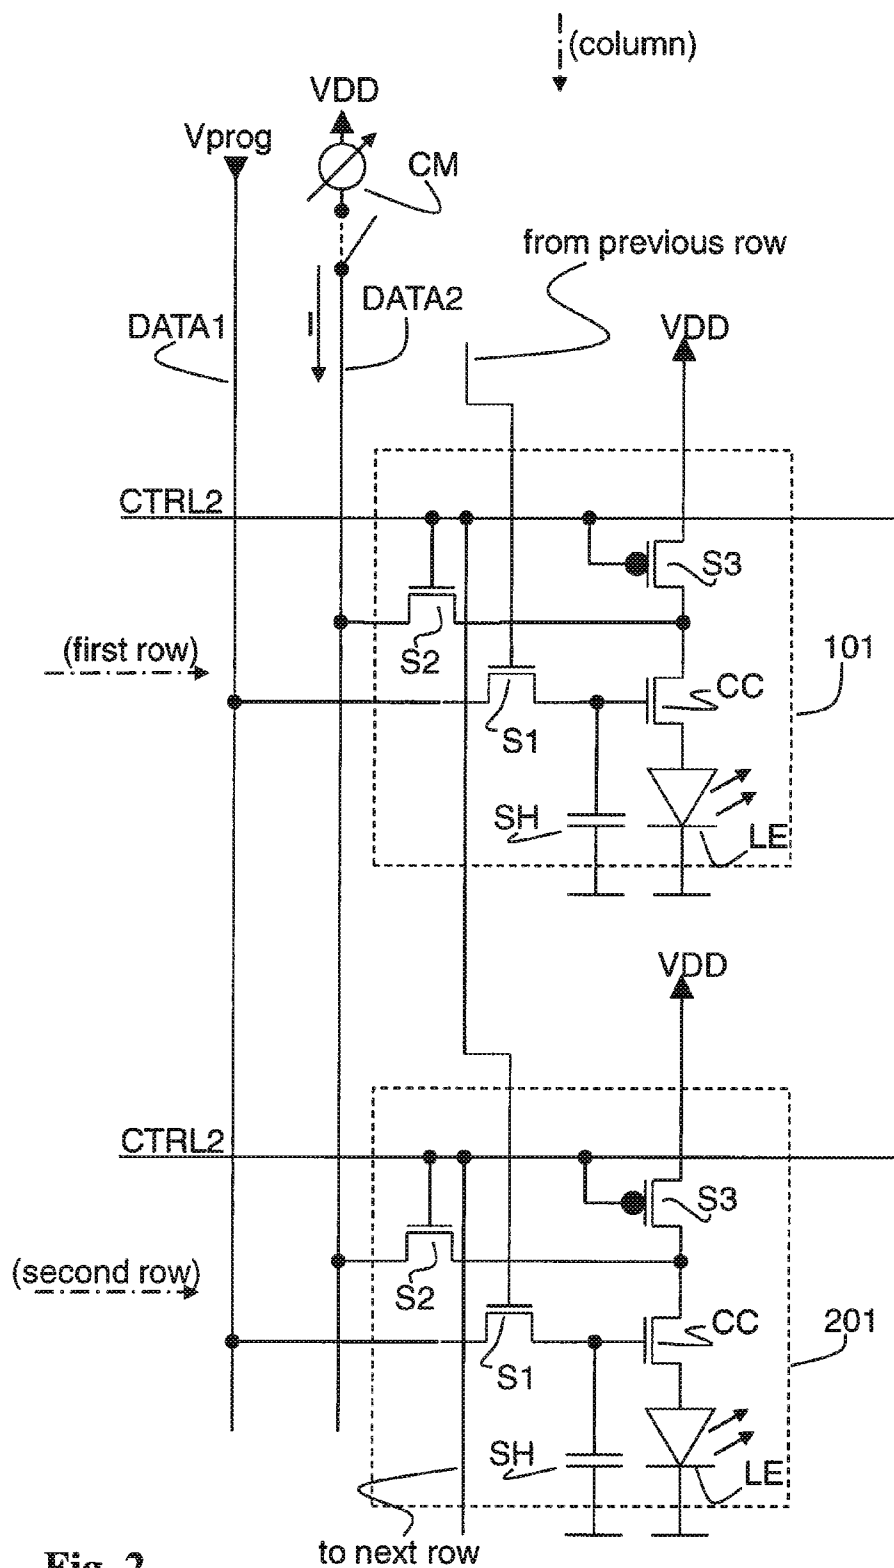 (column)
VDD
Vprog
CM
from previous row
DATA2
DATA1
I
VDD
CTRL2
S3
S2
(first row)
101
CC
S1
SH
LE
VDD
CTRL2
S3
S2
(second row)
CC
201
S1
SH
LE
to next row
Fig. 2